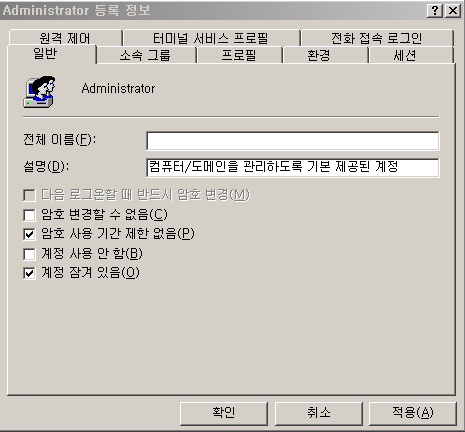 Administrator 등록 정보
원격 제어 터미널 서비스 프로필 전화 접속 로그인
일반 소속 그룹 프로필 환경 세션
Administrator
전체 이름(F):
설명(D): 컴퓨터/도메인을 관리하도록 기본 제공된 계정
다음 로그온할 때 반드시 암호 변경(M)
암호 변경할 수 없음(C)
암호 사용 기간 제한 없음(P)
계정 사용 안 함(B)
계정 잠겨 있음(O)
확인 취소 적용(A)